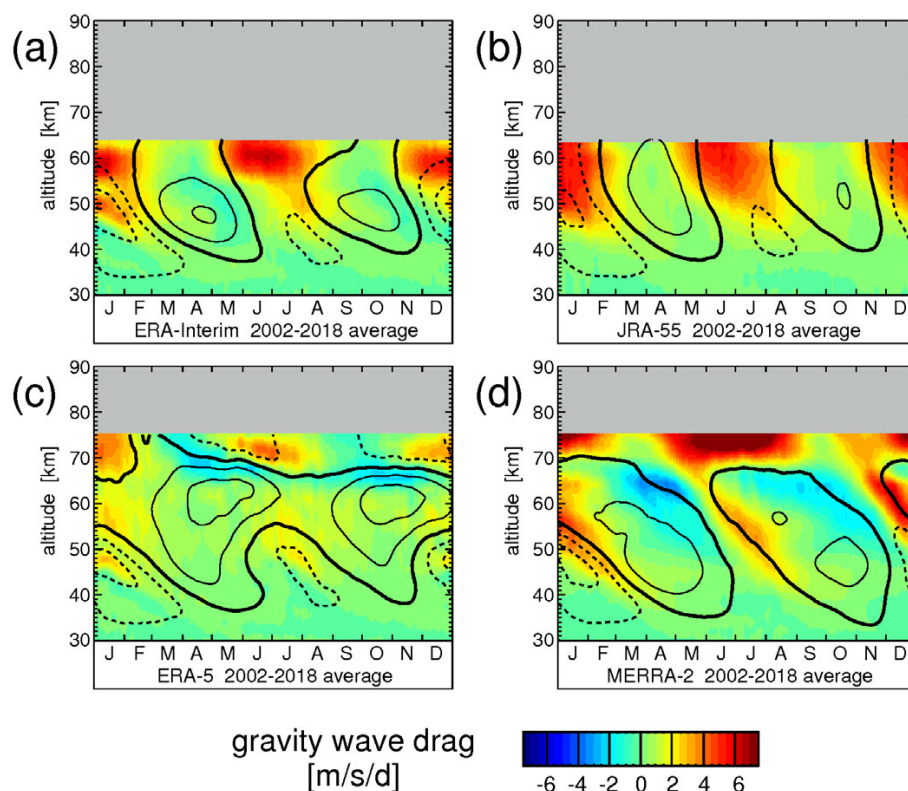 (a)
altitude [km]
90
80
70
60
50
40
30
J F M A M J J A S O N D
ERA-Interim 2002-2018 average
(b)
altitude [km]
90
80
70
60
50
40
30
J F M A M J J A S O N D
JRA-55 2002-2018 average
(c)
altitude [km]
90
80
70
60
50
40
30
J F M A M J J A S O N D
ERA-5 2002-2018 average
(d)
altitude [km]
90
80
70
60
50
40
30
J F M A M J J A S O N D
MERRA-2 2002-2018 average
gravity wave drag
[m/s/d]
-6 -4 -2 0 2 4 6